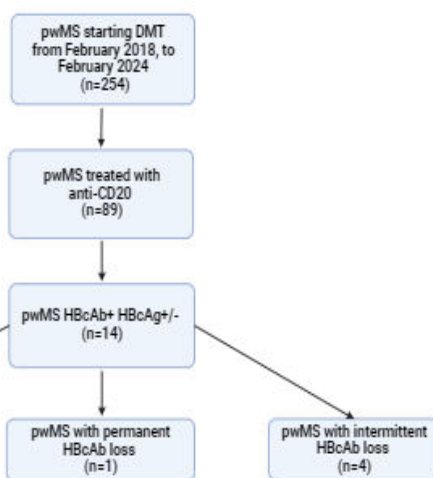 pwMS starting DMT
from February 2018, to
February 2024
(n=254)
pwMS treated with
anti-CD20
(n=89)
pwMS HBcAb+ HBcAg+/-
(n=14)
pwMS with permanent
HBcAb loss
(n=1)
pwMS with intermittent
HBcAb loss
(n=4)